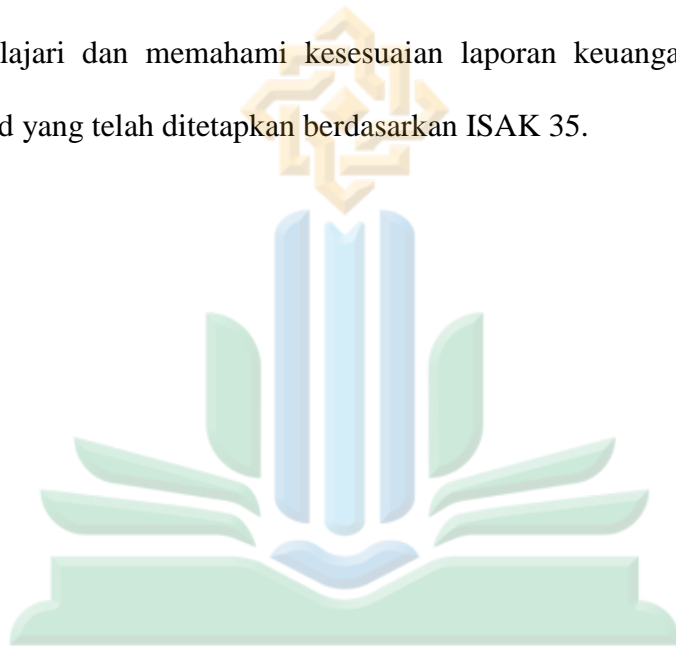 lajari dan memahami kesesuaian laporan keuanga
d yang telah ditetapkan berdasarkan ISAK 35.